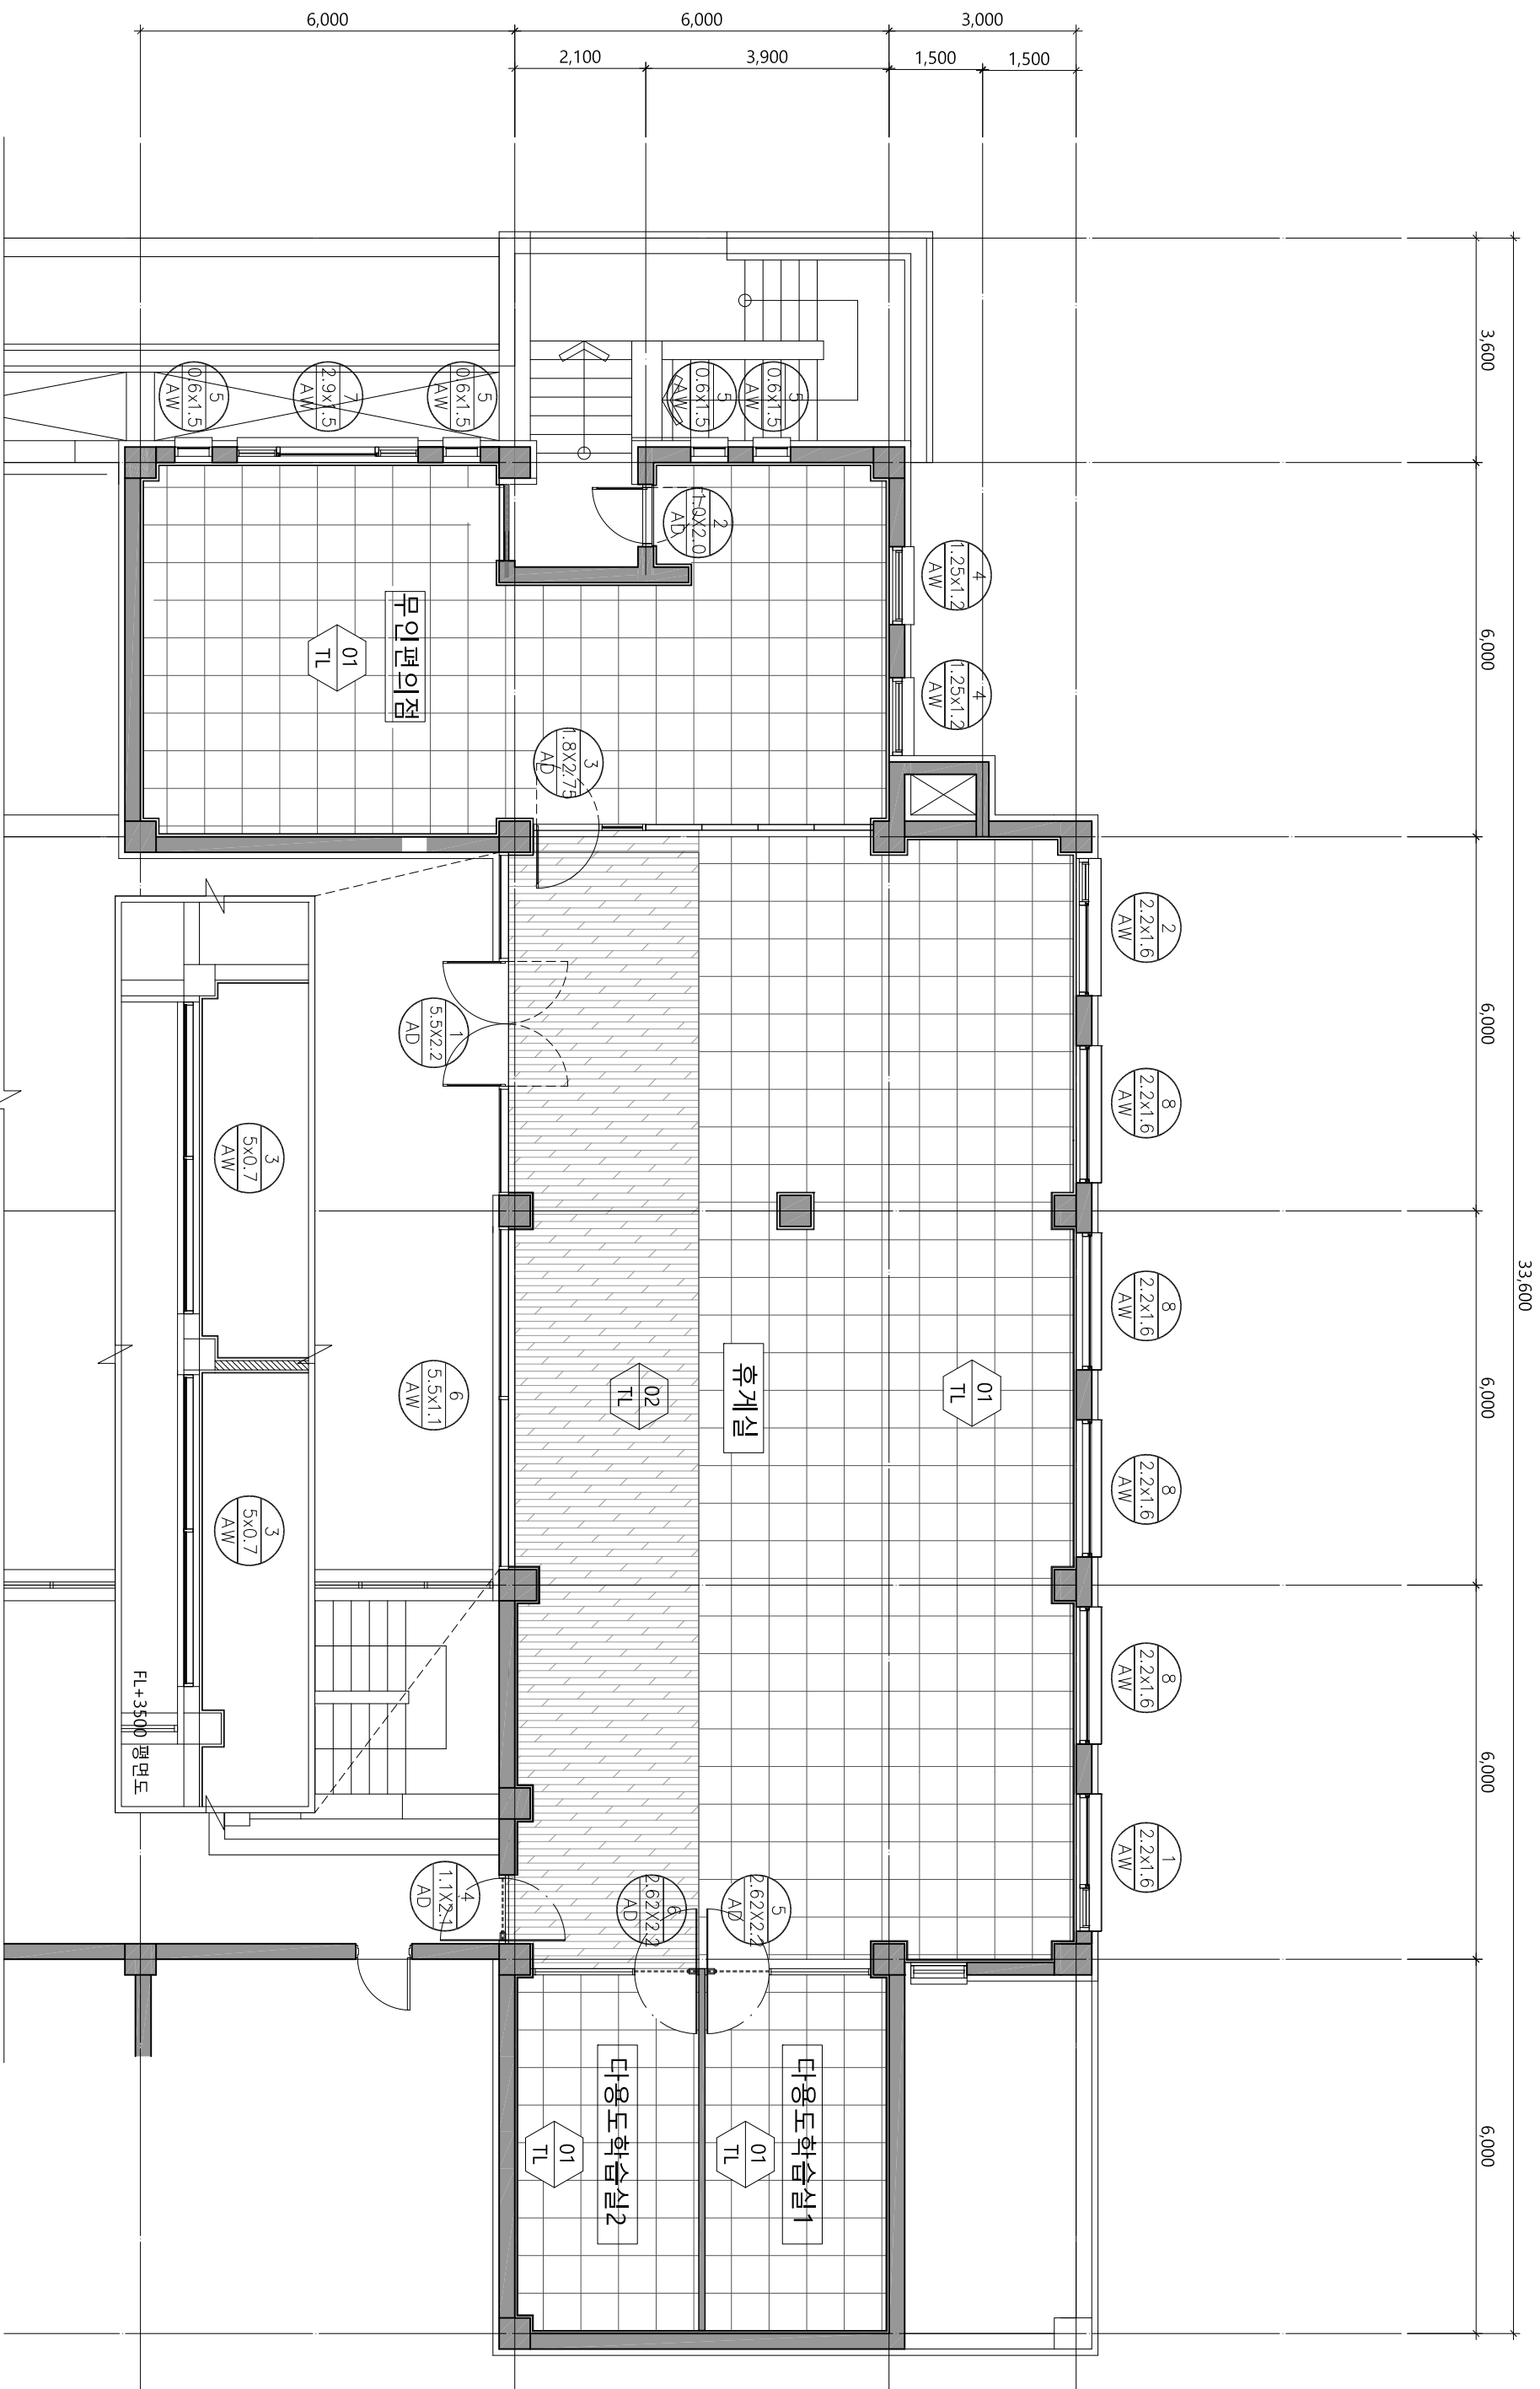 6,000
6,000
3,000
2,100
3,900
1,500
1,500
3,600
6,000
6,000
6,000
6,000
6,000
33,600
5
0.6x1.5
AW
7
2.9x1.5
AW
5
0.6x1.5
AW
5
0.6x1.5
AW
5
0.6x1.5
AW
2
1.0X2.0
AD
4
1.25x1.2
AW
4
1.25x1.2
AW
무인편의점
01
TL
3
1.8X2.75
AD
2
2.2x1.6
AW
1
5.5X2.2
AD
8
2.2x1.6
AW
3
5x0.7
AW
8
2.2x1.6
AW
6
5.5x1.1
AW
02
TL
휴게실
01
TL
8
2.2x1.6
AW
3
5x0.7
AW
8
2.2x1.6
AW
FL+3500 평면도
1
2.2x1.6
AW
4
1.1X2.1
AD
6
2.62X2.2
AD
5
2.62X2.2
AD
다용도학습실2
01
TL
다용도학습실1
01
TL